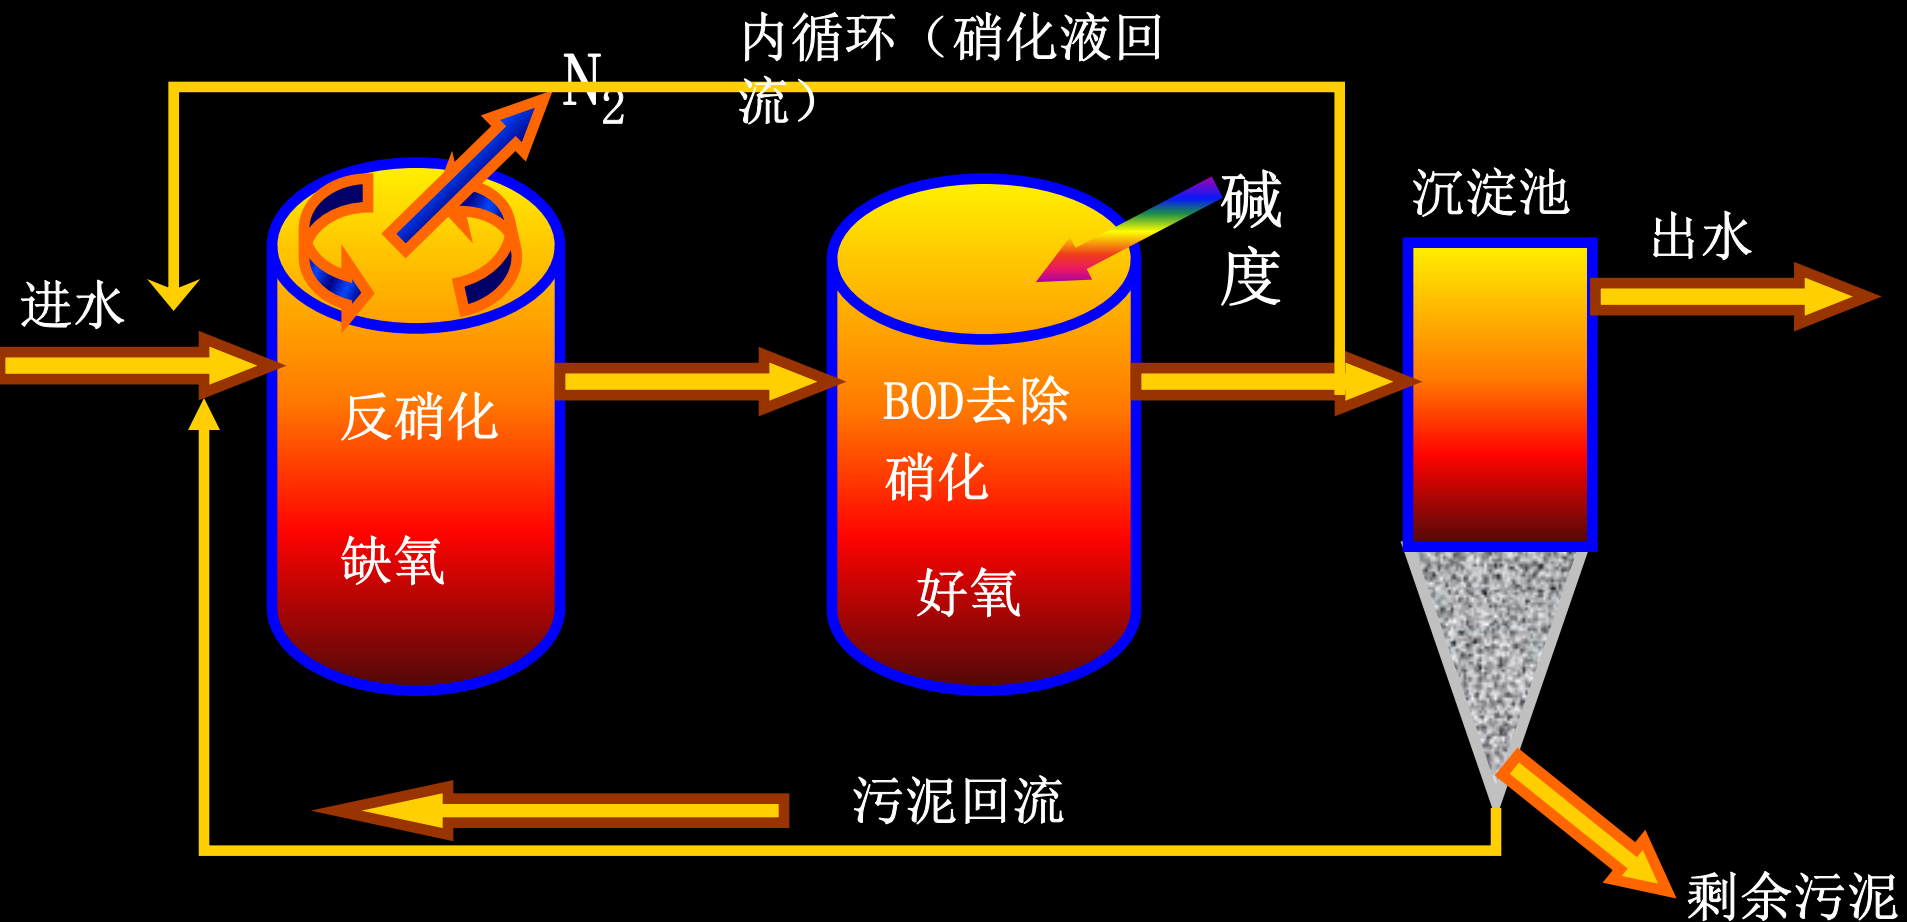 内循环（硝化液回
流）
N2
碱
度
沉淀池
出水
进水
反硝化
缺氧
BOD去除
硝化
好氧
污泥回流
剩余污泥